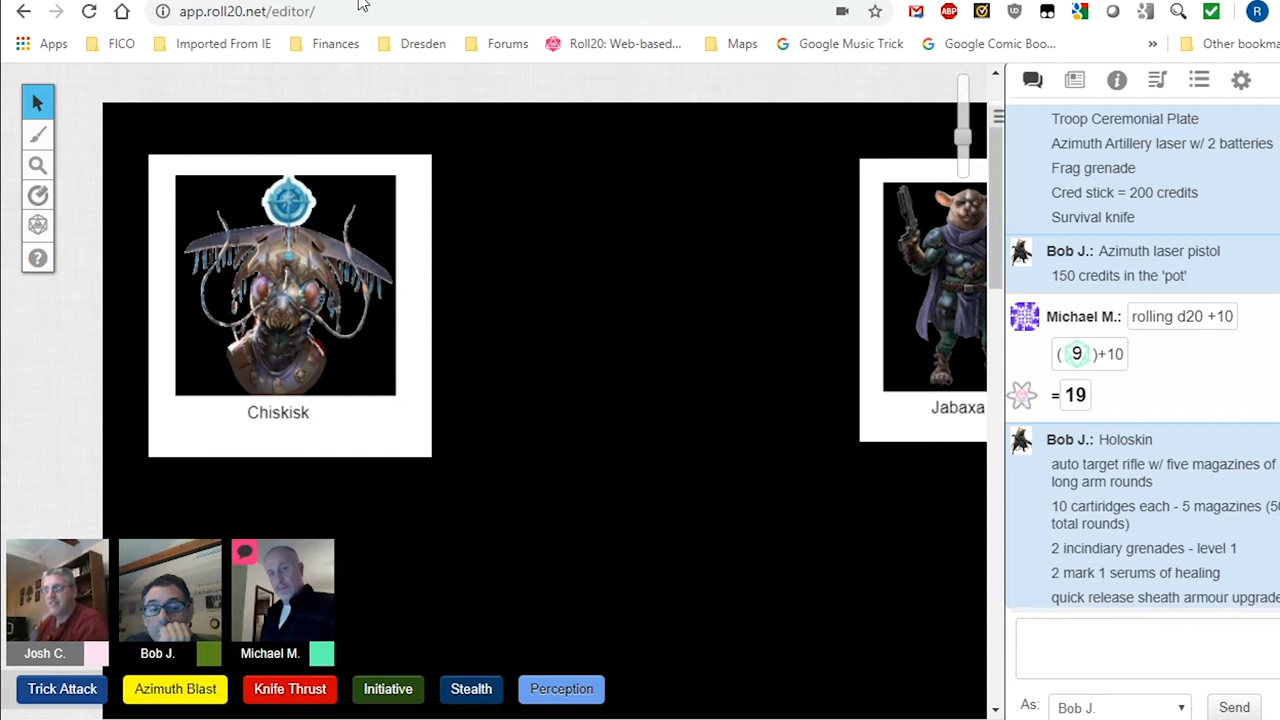 app.roll20.net/editor/
ABP
R
Apps
FICO
Imported From IE
Finances
Dresden
Forums
Roll20: Web-based...
Maps
Google Music Trick
Google Comic Boo...
»
Other bookma
Troop Ceremonial Plate
Azimuth Artillery laser w/ 2 batteries
Frag grenade
Cred stick = 200 credits
Survival knife
Bob J.: Azimuth laser pistol
150 credits in the 'pot'
Michael M.: rolling d20 +10
(9)+10
=19
Bob J.: Holoskin
auto target rifle w/ five magazines of
long arm rounds
10 cartiridges each - 5 magazines (50
total rounds)
2 incindiary grenades - level 1
2 mark 1 serums of healing
quick release sheath armour upgrade
Chiskisk
Jabaxa
Josh C.
Bob J.
Michael M.
Trick Attack
Azimuth Blast
Knife Thrust
Initiative
Stealth
Perception
As:
Bob J.
Send